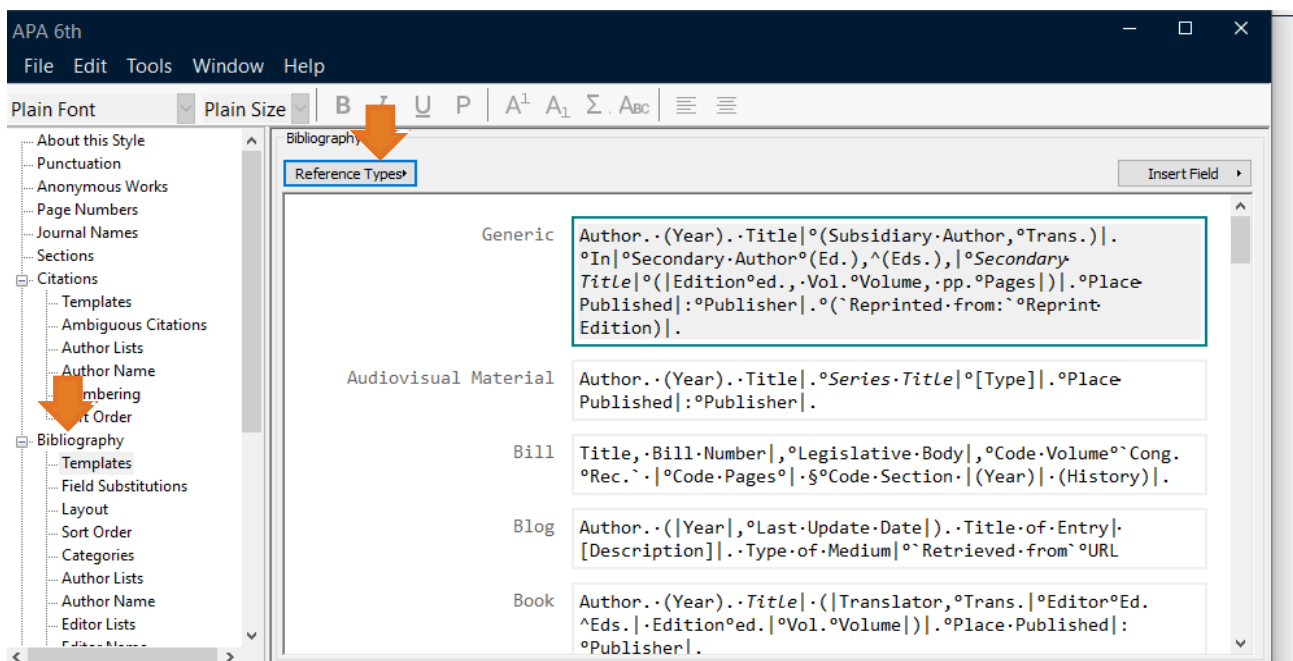 APA 6th
File Edit Tools Window Help
Plain Font Plain Size B I U P A1 A1 Σ ABC
About this Style
Punctuation
Anonymous Works
Page Numbers
Journal Names
Sections
Citations
Templates
Ambiguous Citations
Author Lists
Author Name
Sort Order
Bibliography
Templates
Field Substitutions
Layout
Sort Order
Categories
Author Lists
Author Name
Editor Lists
Bibliography
Reference Types
Insert Field
Generic
Author.·(Year).·Title|°(Subsidiary·Author,°Trans.)|.
°In|°Secondary·Author°(Ed.),^(Eds.),|°Secondary·
Title|°(|Edition°ed.,·Vol.°Volume,·pp.°Pages|)|.°Place·
Published|:°Publisher|.°(`Reprinted·from:`°Reprint·
Edition)|.
Audiovisual Material
Author.·(Year).·Title|.°Series·Title|°[Type]|.°Place·
Published|:°Publisher|.
Bill
Title,·Bill·Number|,°Legislative·Body|,°Code·Volume°`Cong.
°Rec.`·|°Code·Pages°|·§°Code·Section·|(Year)|·(History)|.
Blog
Author.·(|Year|,°Last·Update·Date|).·Title·of·Entry|·
[Description]|.·Type·of·Medium|°`Retrieved·from`°URL
Book
Author.·(Year).·Title|·(|Translator,°Trans.|°Editor°Ed.
^Eds.|·Edition°ed.|°Vol.°Volume|)|.°Place·Published|:
°Publisher|.